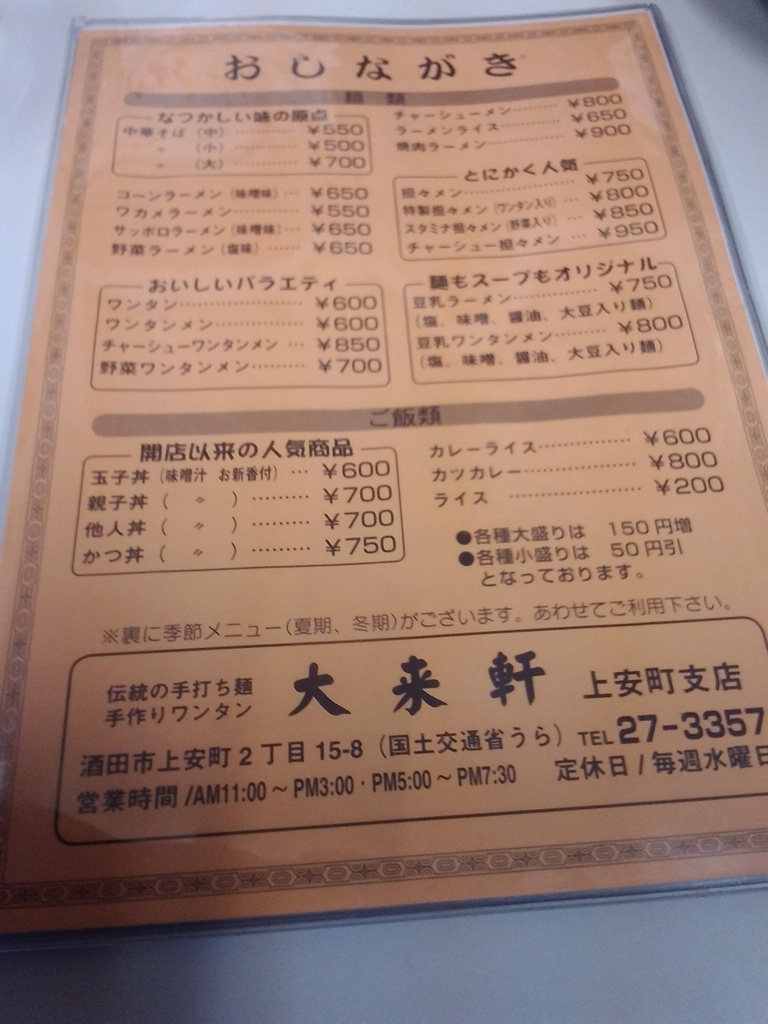 おしながき
麺類
なつかしい味の原点
中華そば（中）………… ¥550
〃（小）………… ¥500
〃（大）………… ¥700
コーンラーメン（味噌味）… ¥650
ワカメラーメン………… ¥550
サッポロラーメン（味噌味）… ¥650
野菜ラーメン（塩味）…… ¥650
おいしいバラエティ
ワンタン……………… ¥600
ワンタンメン………… ¥600
チャーシューワンタンメン … ¥850
野菜ワンタンメン…… ¥700
チャーシューメン……… ¥800
ラーメンライス………… ¥650
焼肉ラーメン…………… ¥900
とにかく人気
担々メン……………… ¥750
特製担々メン（ワンタン入り）… ¥800
スタミナ担々メン（野菜入り）… ¥850
チャーシュー担々メン … ¥950
麺もスープもオリジナル
豆乳ラーメン………… ¥750
（塩、味噌、醤油、大豆入り麺）
豆乳ワンタンメン……… ¥800
（塩、味噌、醤油、大豆入り麺）
ご飯類
開店以来の人気商品
玉子丼（味噌汁 お新香付）… ¥600
親子丼（ 〃 ）……… ¥700
他人丼（ 〃 ）……… ¥700
かつ丼（ 〃 ）……… ¥750
カレーライス…………… ¥600
カツカレー……………… ¥800
ライス ………………… ¥200
●各種大盛りは 150円増
●各種小盛りは 50円引
となっております。
※裏に季節メニュー(夏期、冬期)がございます。あわせてご利用下さい。
伝統の手打ち麺
手作りワンタン
大来軒 上安町支店
酒田市上安町2丁目15-8（国土交通省うら）TEL 27-3357
営業時間/AM11:00～PM3:00・PM5:00～PM7:30 定休日/毎週水曜日